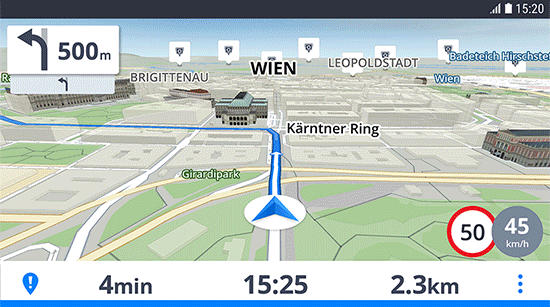 15:20
500m
BRIGITTENAU
WIEN
LEOPOLDSTADT
Badeteich Hirschste
Wien
Kärntner Ring
Girardipark
50
45
km/h
4min
15:25
2.3km